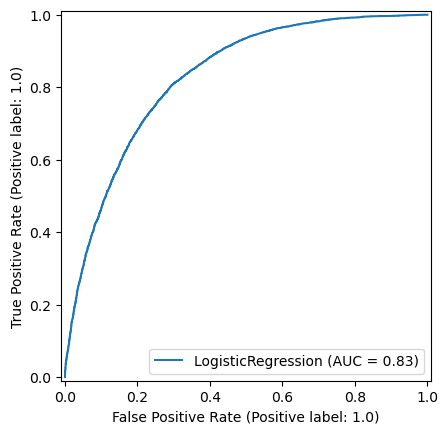 1.0
0.8
0.6
0.4
0.2
0.0
True Positive Rate (Positive label: 1.0)
LogisticRegression (AUC = 0.83)
0.0 0.2 0.4 0.6 0.8 1.0
False Positive Rate (Positive label: 1.0)